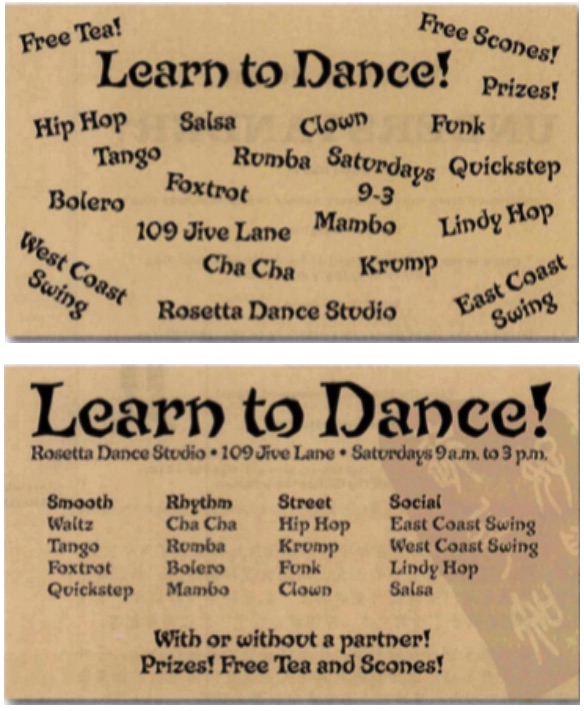 Free Tea!
Free Scones!
Learn to Dance!
Prizes!
Hip Hop
Salsa
Clown
Funk
Tango
Rumba
Saturdays
9-3
Quickstep
Foxtrot
Bolero
109 Jive Lane
Mambo
Lindy Hop
West Coast
Swing
Cha Cha
Krump
East Coast
Swing
Rosetta Dance Studio
Learn to Dance!
Rosetta Dance Studio • 109 Jive Lane • Saturdays 9 a.m. to 3 p.m.
Smooth Rhythm Street Social
Waltz Cha Cha Hip Hop East Coast Swing
Tango Rumba Krump West Coast Swing
Foxtrot Bolero Funk Lindy Hop
Quickstep Mambo Clown Salsa
With or without a partner!
Prizes! Free Tea and Scones!